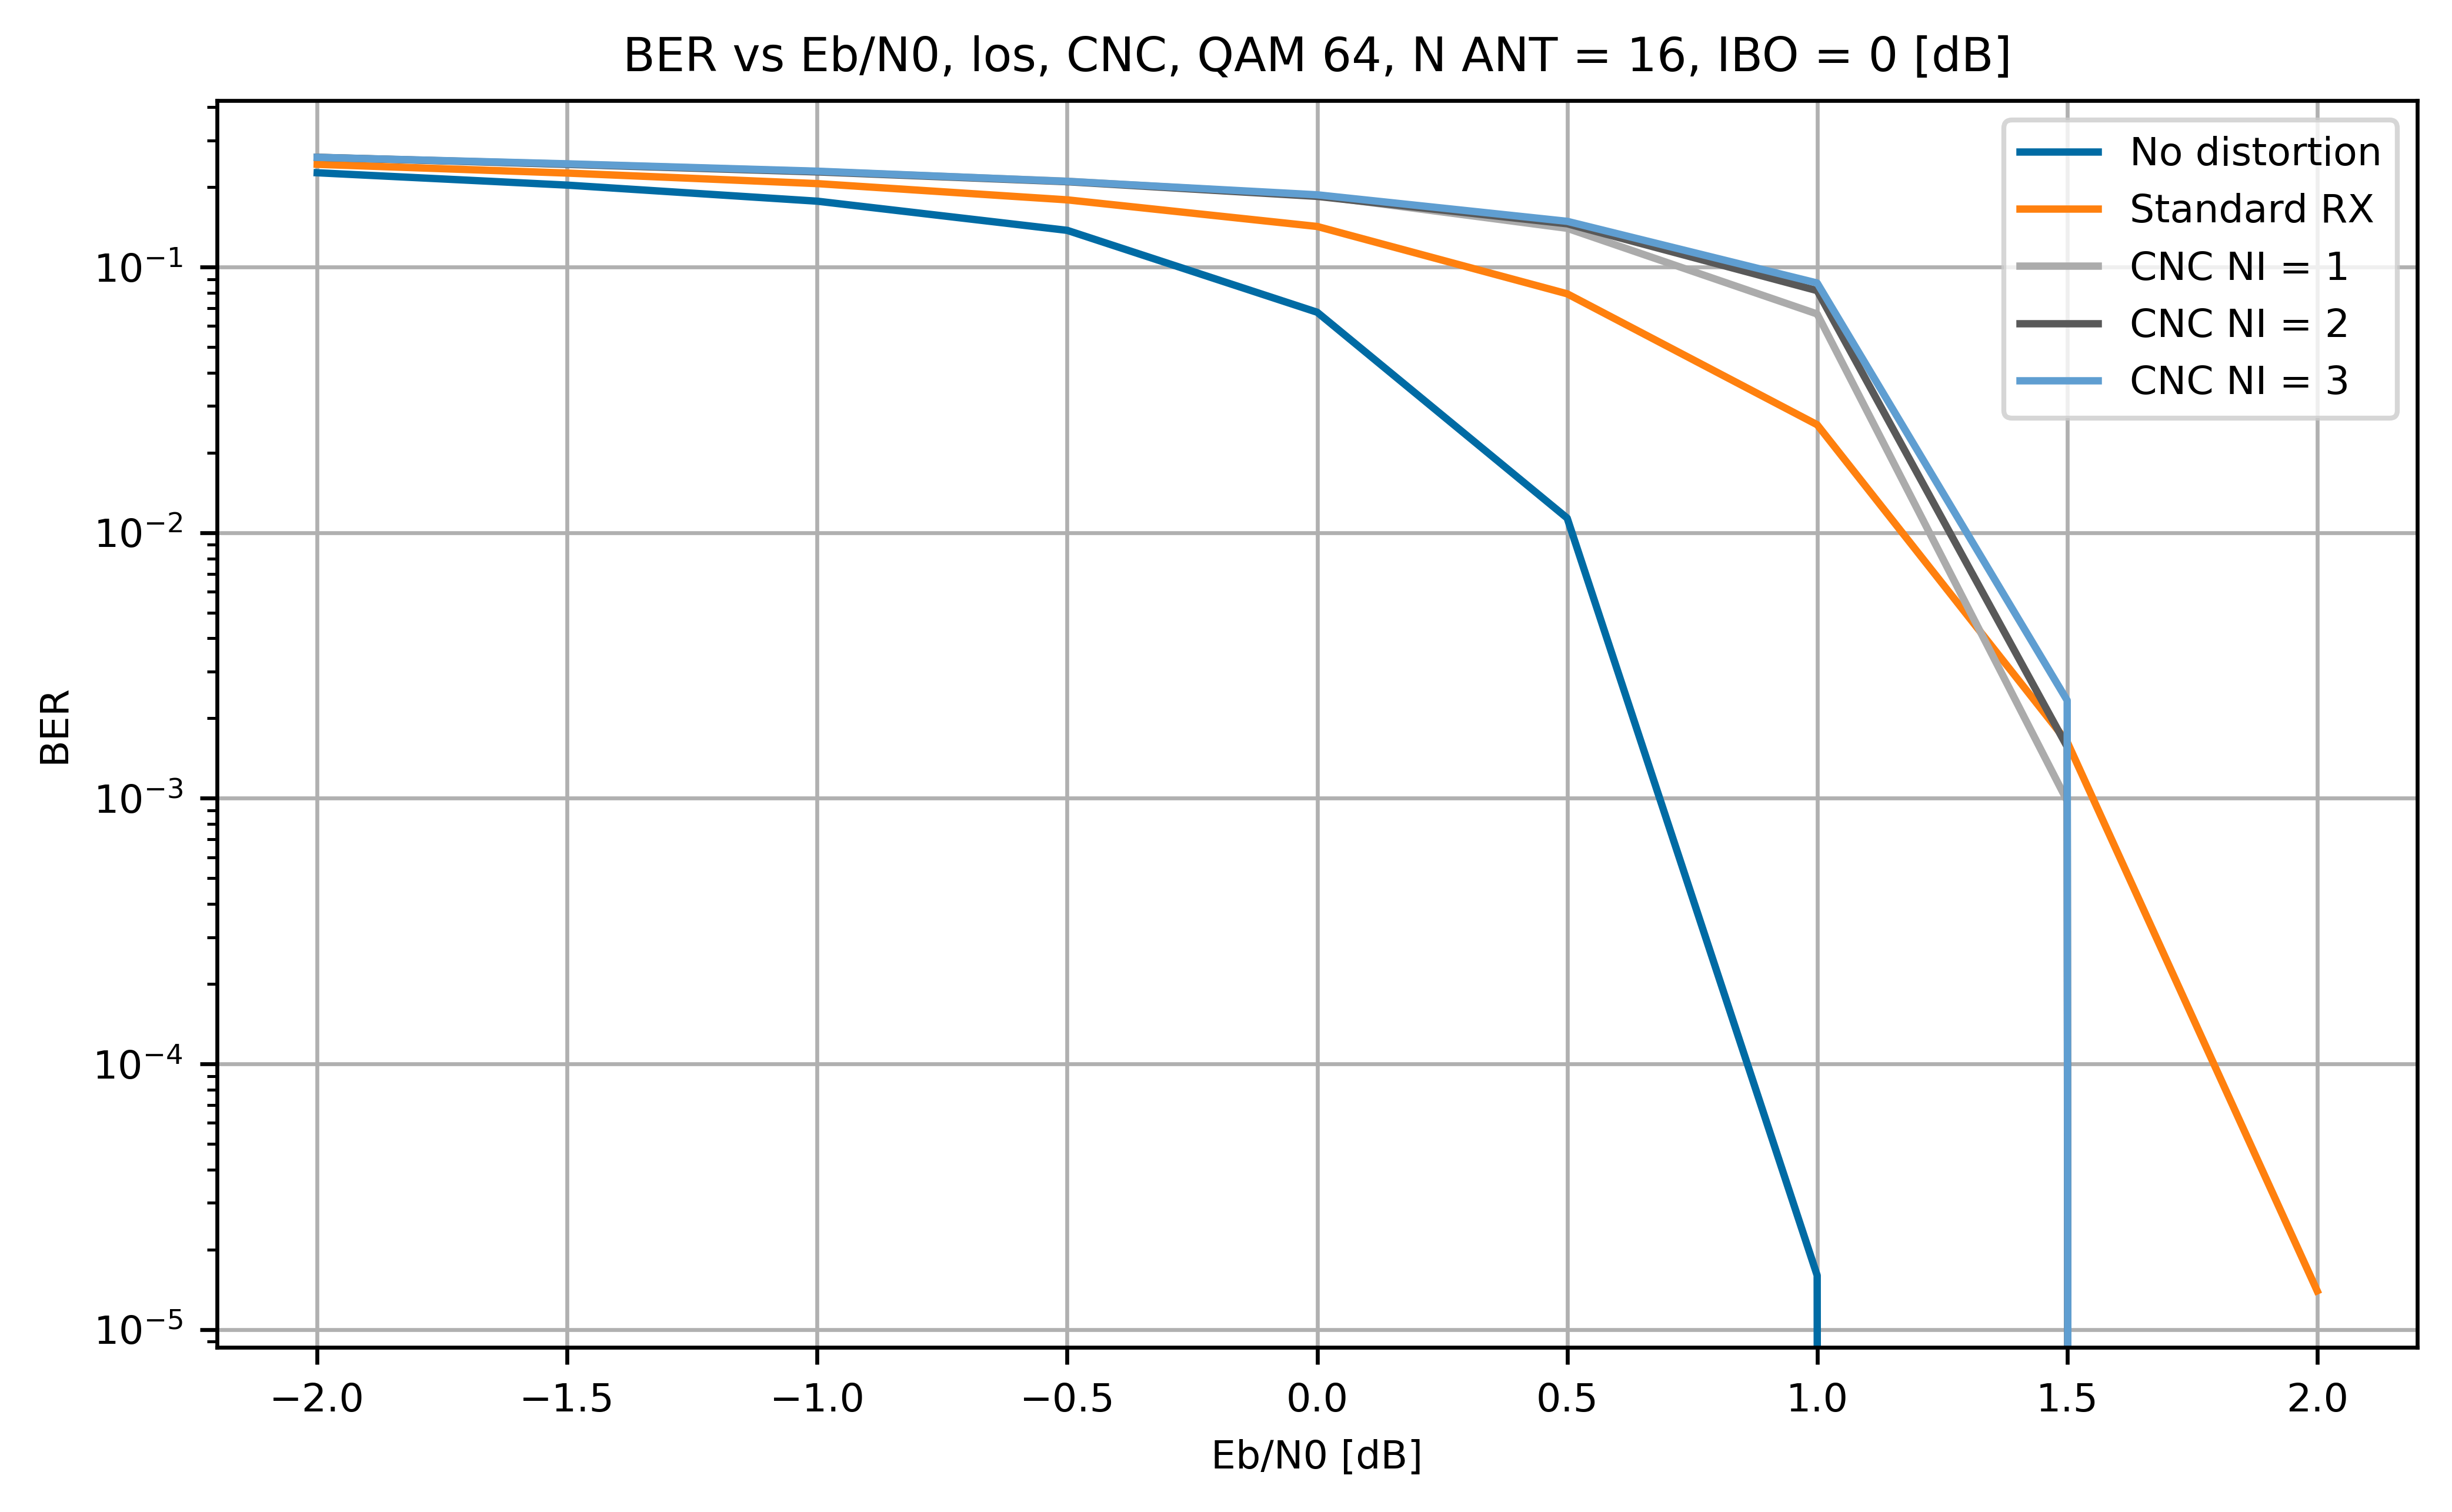 BER vs Eb/N0, los, CNC, QAM 64, N ANT = 16, IBO = 0 [dB]
No distortion
Standard RX
CNC NI = 1
CNC NI = 2
CNC NI = 3
BER
10⁻¹
10⁻²
10⁻³
10⁻⁴
10⁻⁵
−2.0 −1.5 −1.0 −0.5 0.0 0.5 1.0 1.5 2.0
Eb/N0 [dB]